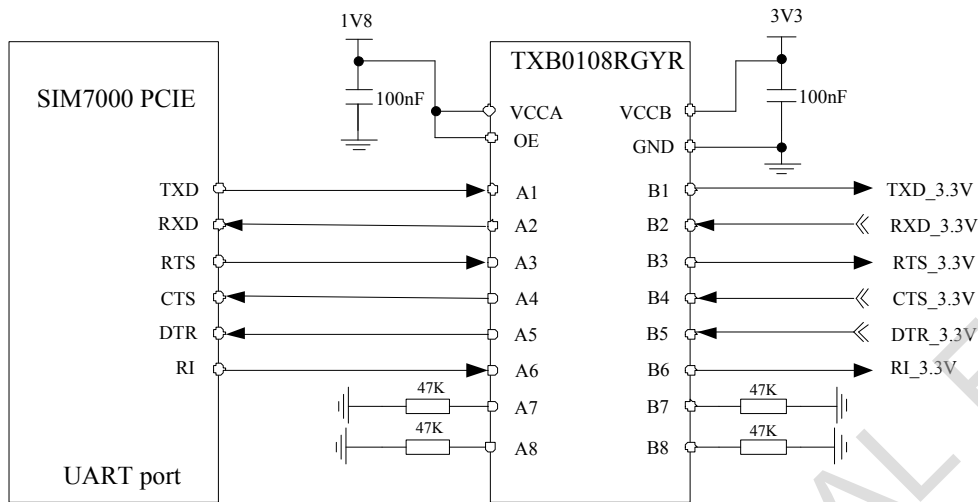 1V8
3V3
TXB0108RGYR
SIM7000 PCIE
100nF
100nF
VCCA
VCCB
OE
GND
TXD
A1
B1
TXD_3.3V
RXD
A2
B2
RXD_3.3V
RTS
A3
B3
RTS_3.3V
CTS
A4
B4
CTS_3.3V
DTR
A5
B5
DTR_3.3V
RI
A6
B6
RI_3.3V
47K
A7
B7
47K
47K
A8
B8
47K
UART port